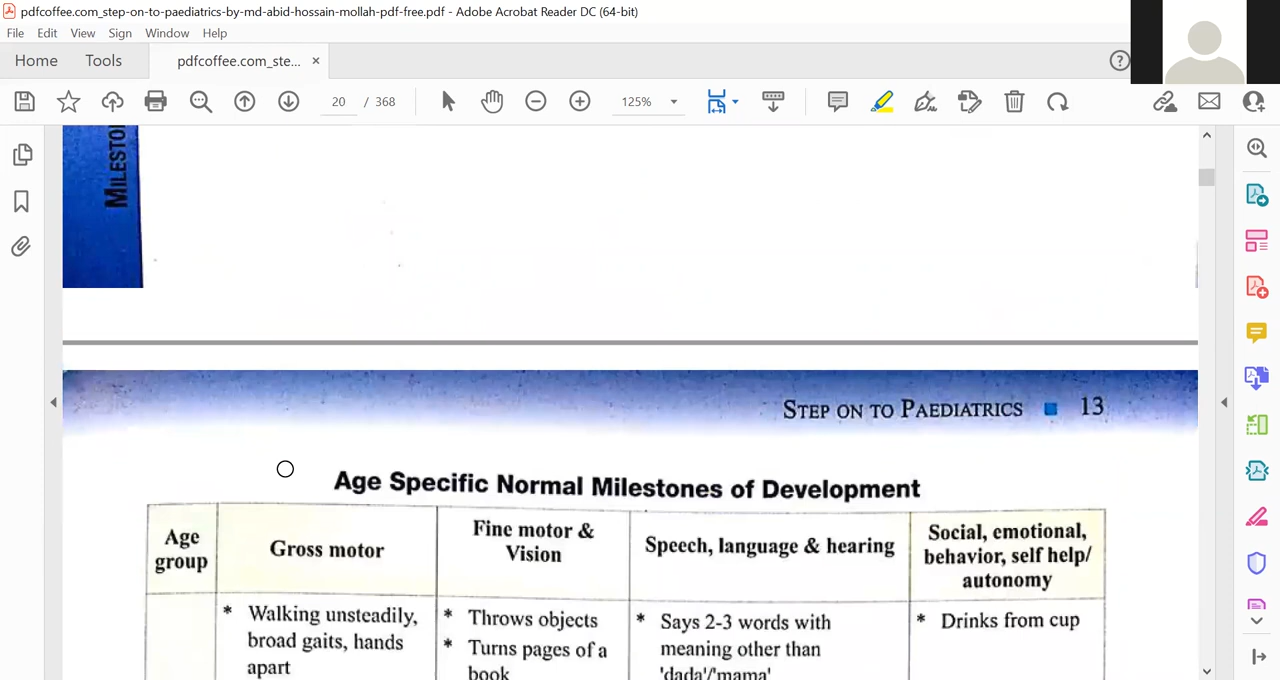 pdfcoffee.com_step-on-to-paediatrics-by-md-abid-hossain-mollah-pdf-free.pdf - Adobe Acrobat Reader DC (64-bit)
File Edit View Sign Window Help
Home Tools pdfcoffee.com_ste... ×
20 / 368 125%
MILESTO
STEP ON TO PAEDIATRICS ■ 13
Age Specific Normal Milestones of Development
Age group
Gross motor
Fine motor & Vision
Speech, language & hearing
Social, emotional, behavior, self help/ autonomy
* Walking unsteadily,
broad gaits, hands
apart
* Throws objects
* Turns pages of a
book
* Says 2-3 words with
meaning other than
'dada'/'mama'
* Drinks from cup